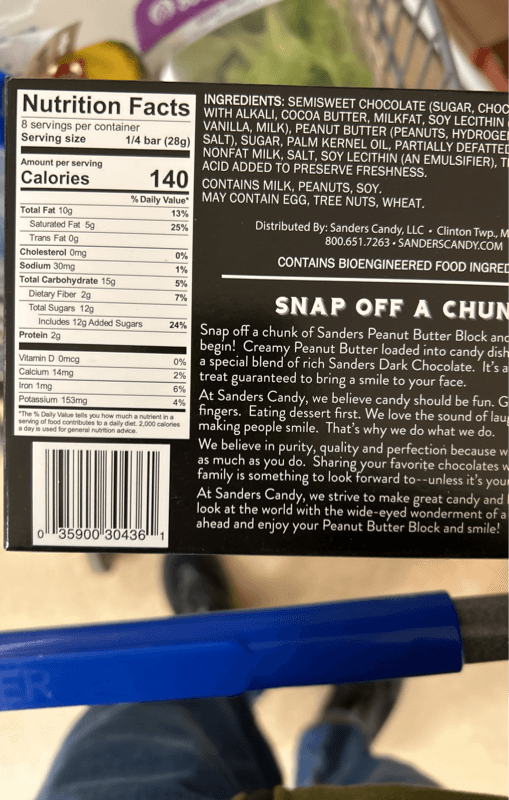 Nutrition Facts
8 servings per container
Serving size 1/4 bar (28g)
Amount per serving
Calories 140
% Daily Value*
Total Fat 10g 13%
Saturated Fat 5g 25%
Trans Fat 0g
Cholesterol 0mg 0%
Sodium 30mg 1%
Total Carbohydrate 15g 5%
Dietary Fiber 2g 7%
Total Sugars 12g
Includes 12g Added Sugars 24%
Protein 2g
Vitamin D 0mcg 0%
Calcium 14mg 2%
Iron 1mg 6%
Potassium 153mg 4%
*The % Daily Value tells you how much a nutrient in a
serving of food contributes to a daily diet. 2,000 calories
a day is used for general nutrition advice.
0 35900 30436 1
INGREDIENTS: SEMISWEET CHOCOLATE (SUGAR, CHOC
WITH ALKALI, COCOA BUTTER, MILKFAT, SOY LECITHIN
VANILLA, MILK), PEANUT BUTTER (PEANUTS, HYDROGE
SALT), SUGAR, PALM KERNEL OIL, PARTIALLY DEFATTED
NONFAT MILK, SALT, SOY LECITHIN (AN EMULSIFIER), T
ACID ADDED TO PRESERVE FRESHNESS.
CONTAINS MILK, PEANUTS, SOY.
MAY CONTAIN EGG, TREE NUTS, WHEAT.
Distributed By: Sanders Candy, LLC • Clinton Twp., M
800.651.7263 • SANDERSCANDY.COM
CONTAINS BIOENGINEERED FOOD INGRED
SNAP OFF A CHUN
Snap off a chunk of Sanders Peanut Butter Block and
begin! Creamy Peanut Butter loaded into candy dish
a special blend of rich Sanders Dark Chocolate. It's a
treat guaranteed to bring a smile to your face.
At Sanders Candy, we believe candy should be fun. G
fingers. Eating dessert first. We love the sound of laug
making people smile. That's why we do what we do.
We believe in purity, quality and perfection because w
as much as you do. Sharing your favorite chocolates w
family is something to look forward to--unless it's your
At Sanders Candy, we strive to make great candy and
look at the world with the wide-eyed wonderment of a
ahead and enjoy your Peanut Butter Block and smile!
ER